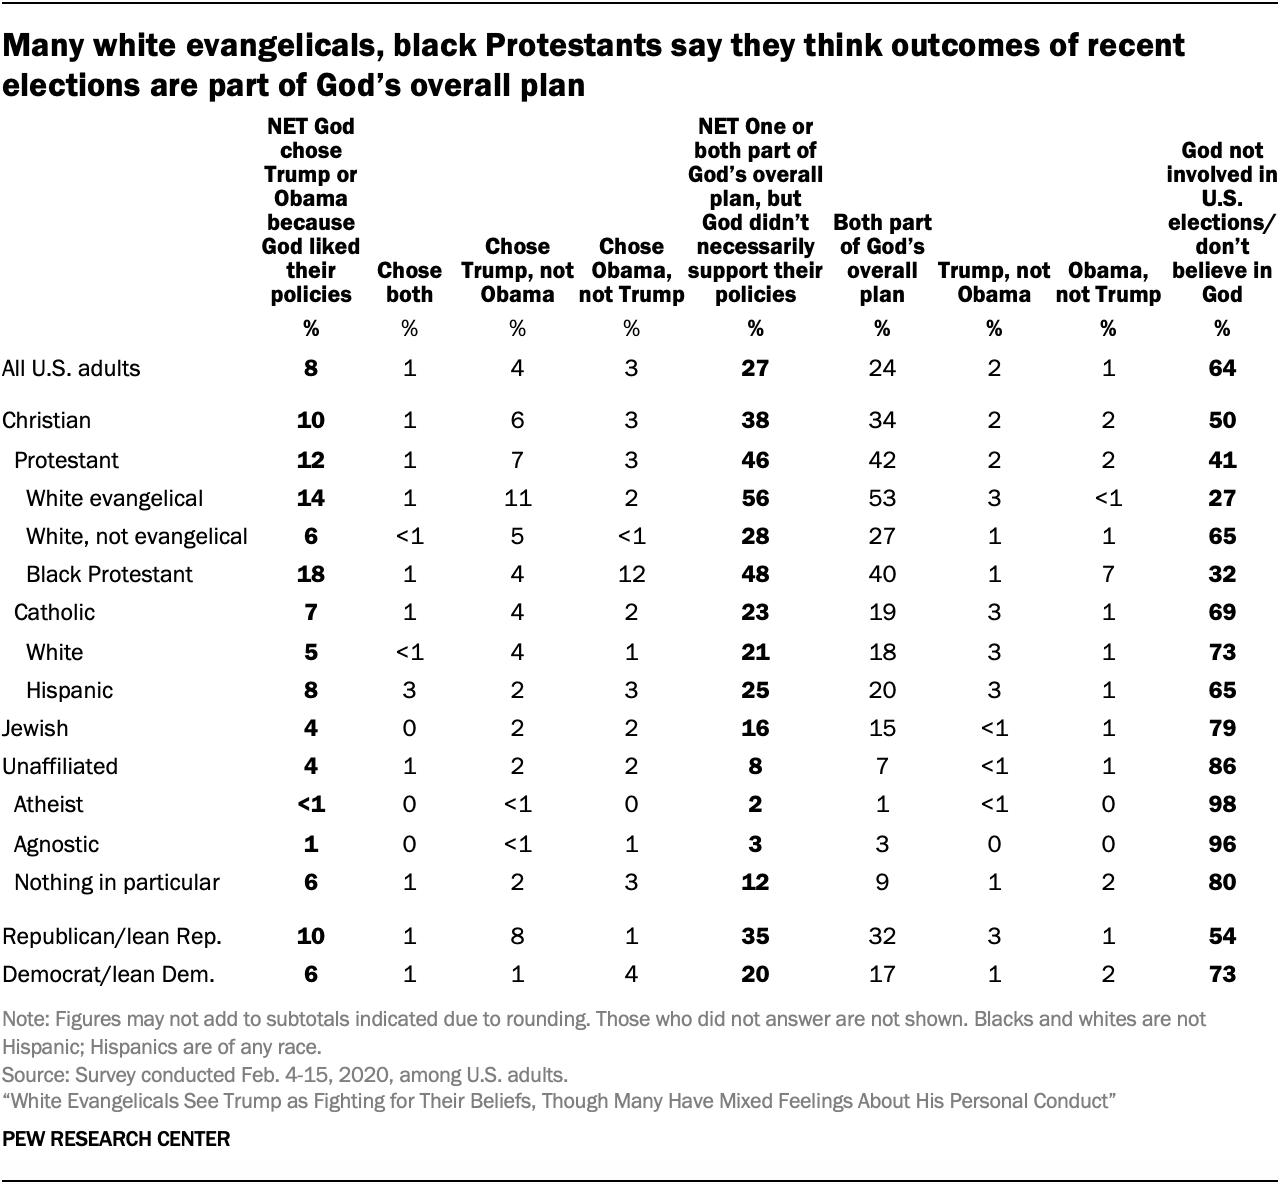 Many white evangelicals, black Protestants say they think outcomes of recent
elections are part of God's overall plan
NET God chose Trump or Obama because God liked their policies
Chose both
Chose Trump, not Obama
Chose Obama, not Trump
NET One or both part of God's overall plan, but God didn't necessarily support their policies
Both part of God's overall plan
Trump, not Obama
Obama, not Trump
God not involved in U.S. elections/ don't believe in God
% % % % % % % % %
All U.S. adults 8 1 4 3 27 24 2 1 64
Christian 10 1 6 3 38 34 2 2 50
Protestant 12 1 7 3 46 42 2 2 41
White evangelical 14 1 11 2 56 53 3 <1 27
White, not evangelical 6 <1 5 <1 28 27 1 1 65
Black Protestant 18 1 4 12 48 40 1 7 32
Catholic 7 1 4 2 23 19 3 1 69
White 5 <1 4 1 21 18 3 1 73
Hispanic 8 3 2 3 25 20 3 1 65
Jewish 4 0 2 2 16 15 <1 1 79
Unaffiliated 4 1 2 2 8 7 <1 1 86
Atheist <1 0 <1 0 2 1 <1 0 98
Agnostic 1 0 <1 1 3 3 0 0 96
Nothing in particular 6 1 2 3 12 9 1 2 80
Republican/lean Rep. 10 1 8 1 35 32 3 1 54
Democrat/lean Dem. 6 1 1 4 20 17 1 2 73
Note: Figures may not add to subtotals indicated due to rounding. Those who did not answer are not shown. Blacks and whites are not
Hispanic; Hispanics are of any race.
Source: Survey conducted Feb. 4-15, 2020, among U.S. adults.
“White Evangelicals See Trump as Fighting for Their Beliefs, Though Many Have Mixed Feelings About His Personal Conduct”
PEW RESEARCH CENTER